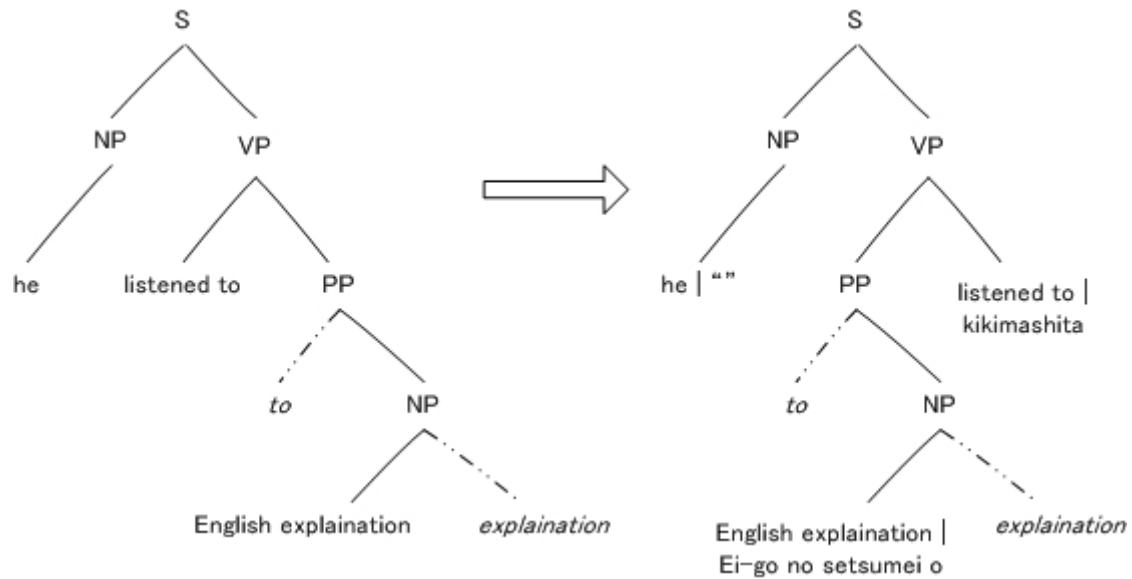 S
S
NP
VP
NP
VP
he
listened to
PP
he | “”
PP
listened to |
kikimashita
to
NP
to
NP
English explaination
explaination
English explaination |
Ei-go no setsumei o
explaination